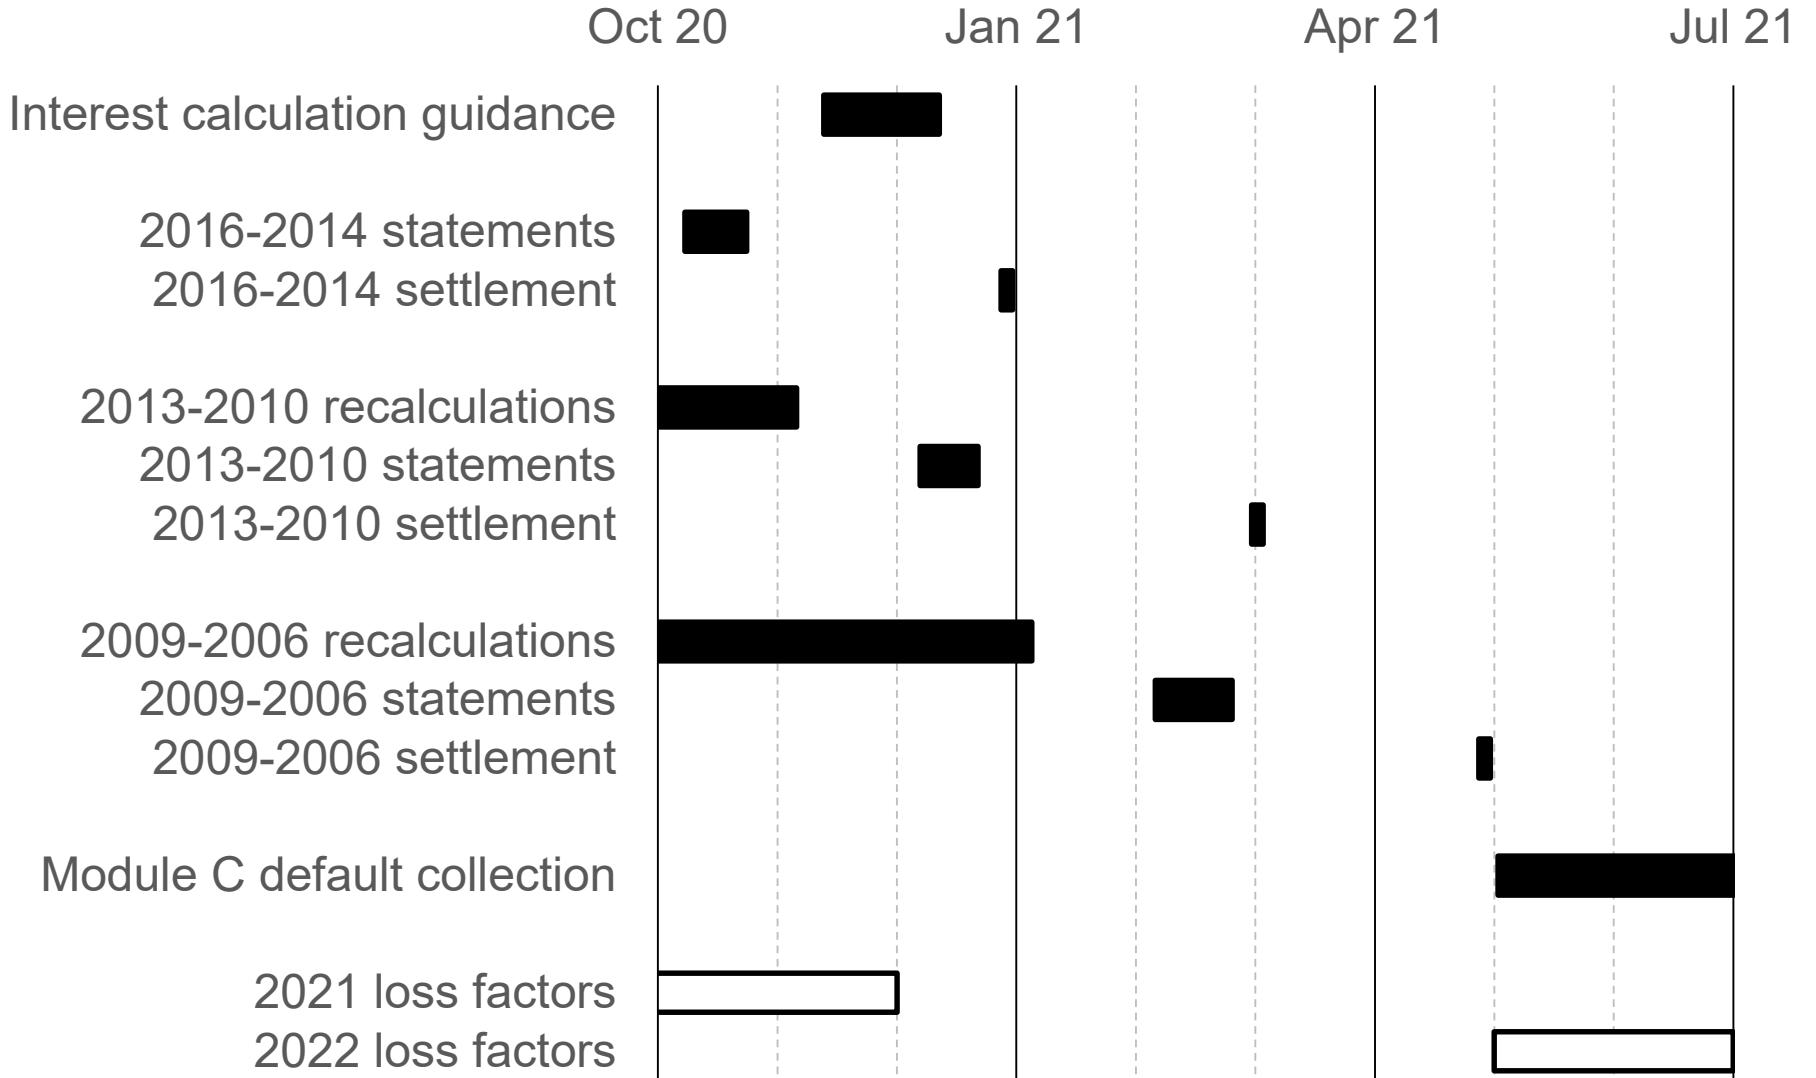 Oct 20 Jan 21 Apr 21 Jul 21
Interest calculation guidance
2016-2014 statements
2016-2014 settlement
2013-2010 recalculations
2013-2010 statements
2013-2010 settlement
2009-2006 recalculations
2009-2006 statements
2009-2006 settlement
Module C default collection
2021 loss factors
2022 loss factors